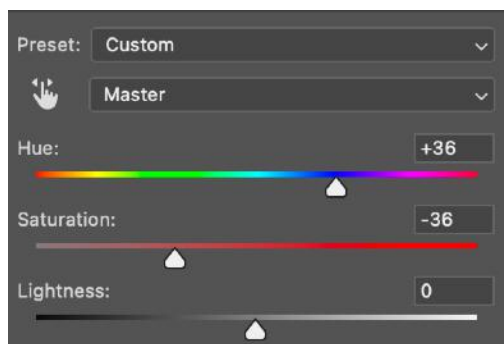 Preset: Custom
Master
Hue: +36
Saturation: -36
Lightness: 0